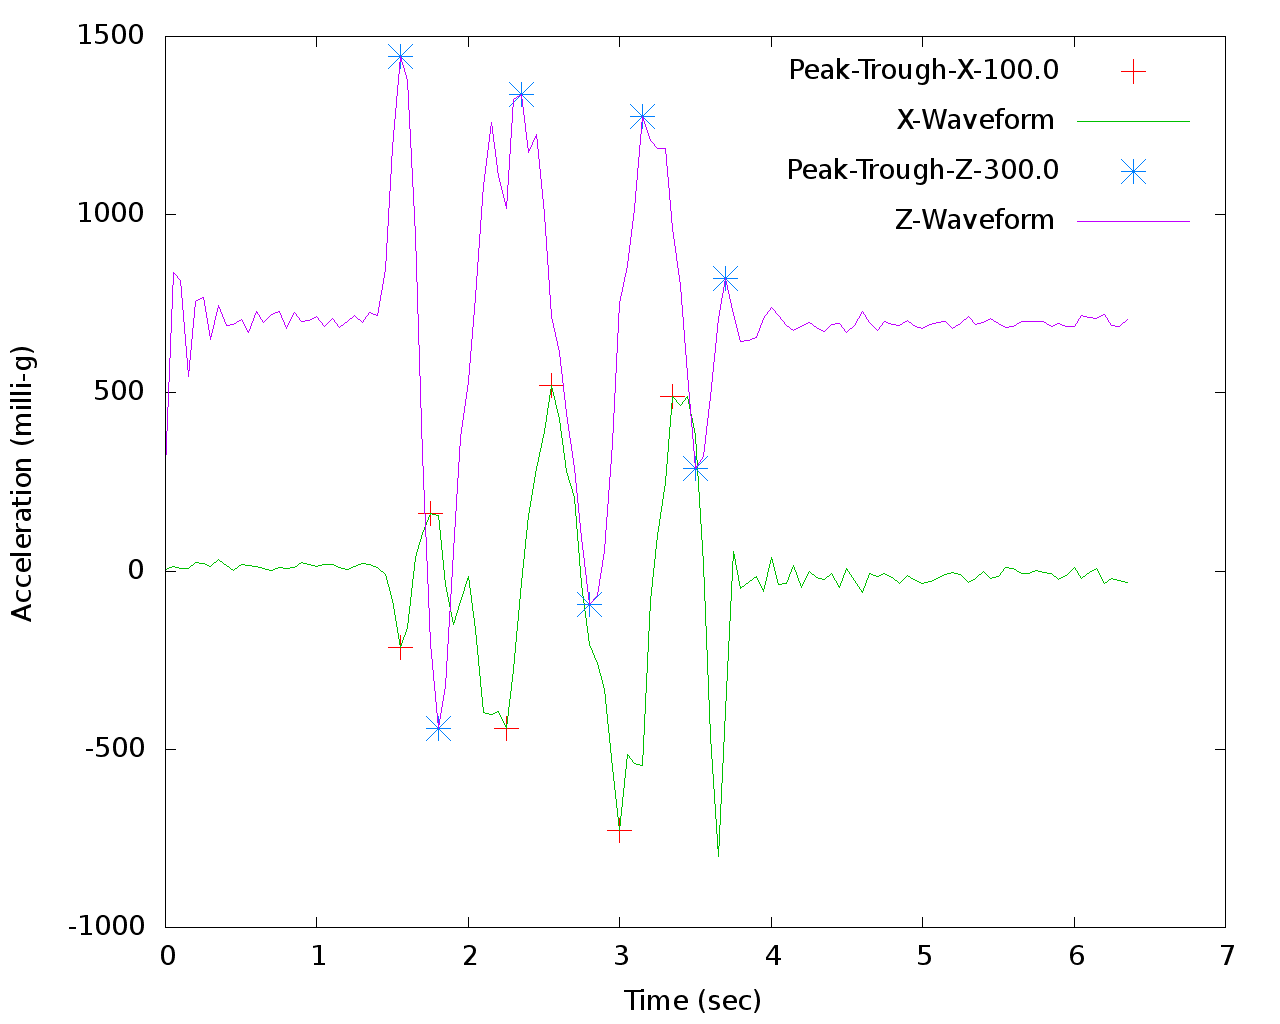 1500
1000
500
0
-500
-1000
0 1 2 3 4 5 6 7
Acceleration (milli-g)
Time (sec)
Peak-Trough-X-100.0
X-Waveform
Peak-Trough-Z-300.0
Z-Waveform